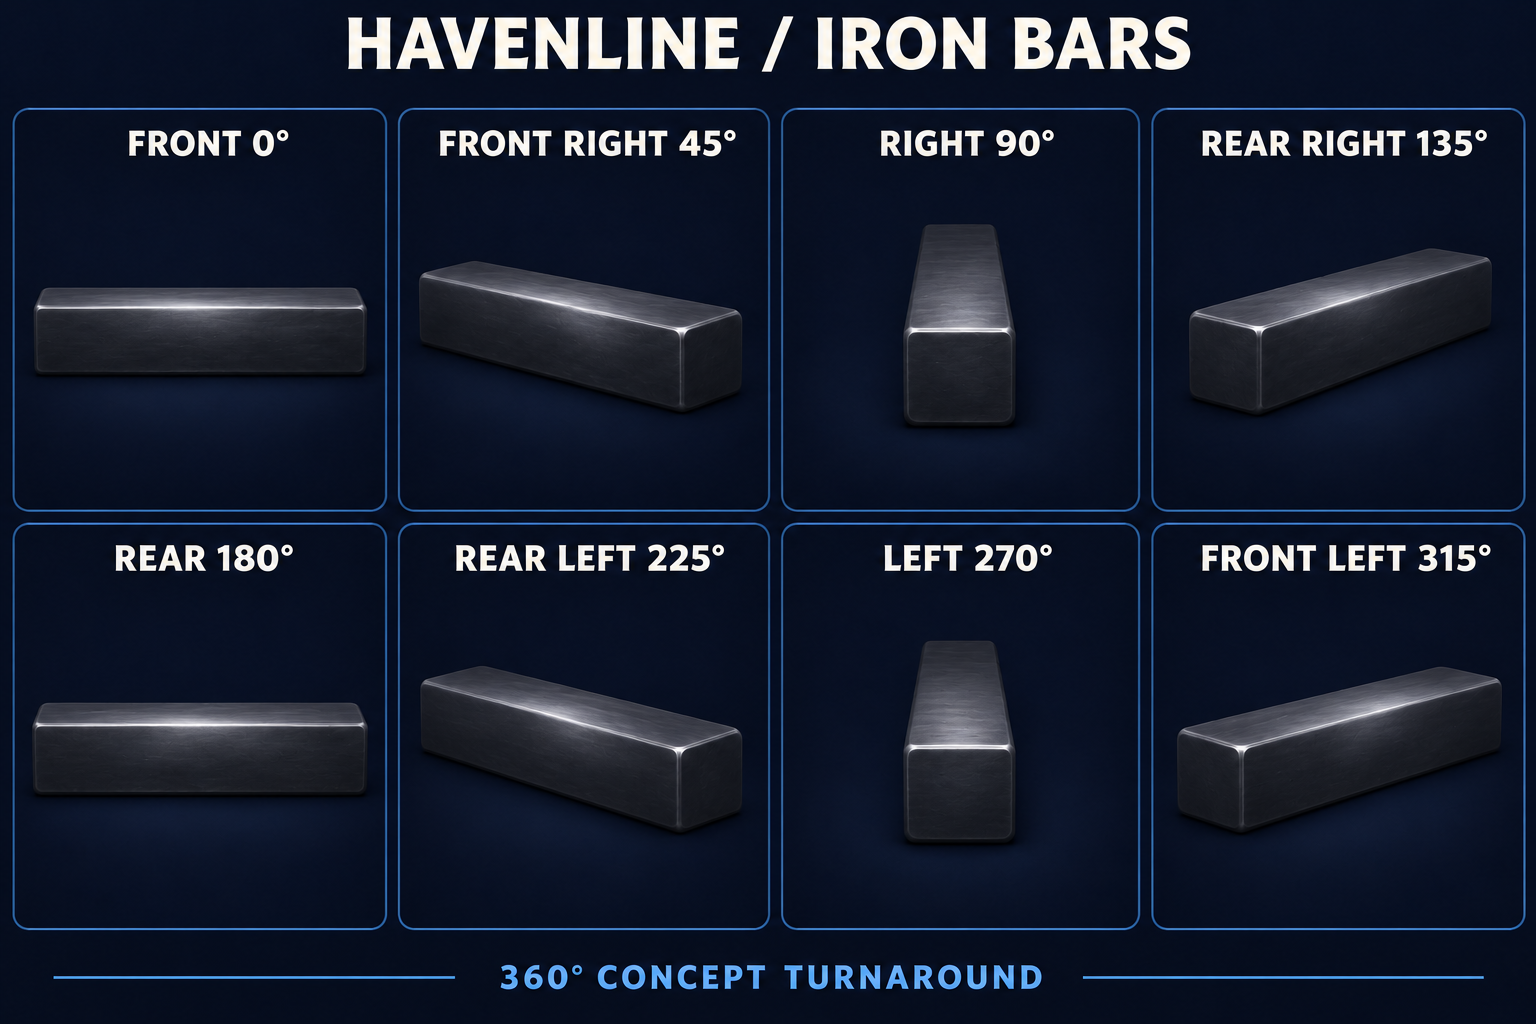 HAVENLINE / IRON BARS
FRONT 0°
FRONT RIGHT 45°
RIGHT 90°
REAR RIGHT 135°
REAR 180°
REAR LEFT 225°
LEFT 270°
FRONT LEFT 315°
360° CONCEPT TURNAROUND